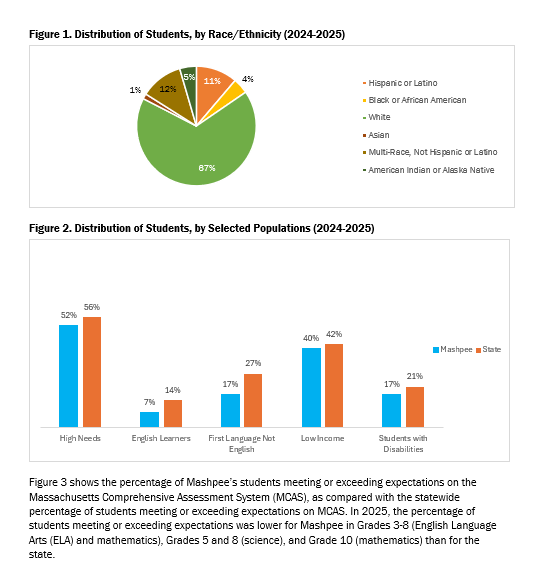 Figure 1. Distribution of Students, by Race/Ethnicity (2024-2025)
5%
11%
4%
12%
1%
67%
Hispanic or Latino
Black or African American
White
Asian
Multi-Race, Not Hispanic or Latino
American Indian or Alaska Native
Figure 2. Distribution of Students, by Selected Populations (2024-2025)
52%
56%
7%
14%
17%
27%
40%
42%
17%
21%
Mashpee
State
High Needs
English Learners
First Language Not
English
Low Income
Students with
Disabilities
Figure 3 shows the percentage of Mashpee's students meeting or exceeding expectations on the
Massachusetts Comprehensive Assessment System (MCAS), as compared with the statewide
percentage of students meeting or exceeding expectations on MCAS. In 2025, the percentage of
students meeting or exceeding expectations was lower for Mashpee in Grades 3-8 (English Language
Arts (ELA) and mathematics), Grades 5 and 8 (science), and Grade 10 (mathematics) than for the
state.